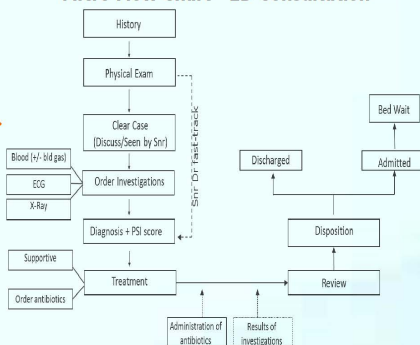 History
Physical Exam
Clear Case
(Discuss/Seen by Snr)
Snr Dr fast-track
Blood (+/- bld gas)
ECG
X-Ray
Order Investigations
Diagnosis + PSI score
Supportive
Order antibiotics
Treatment
Administration of
antibiotics
Results of
investigations
Review
Disposition
Discharged
Admitted
Bed Wait